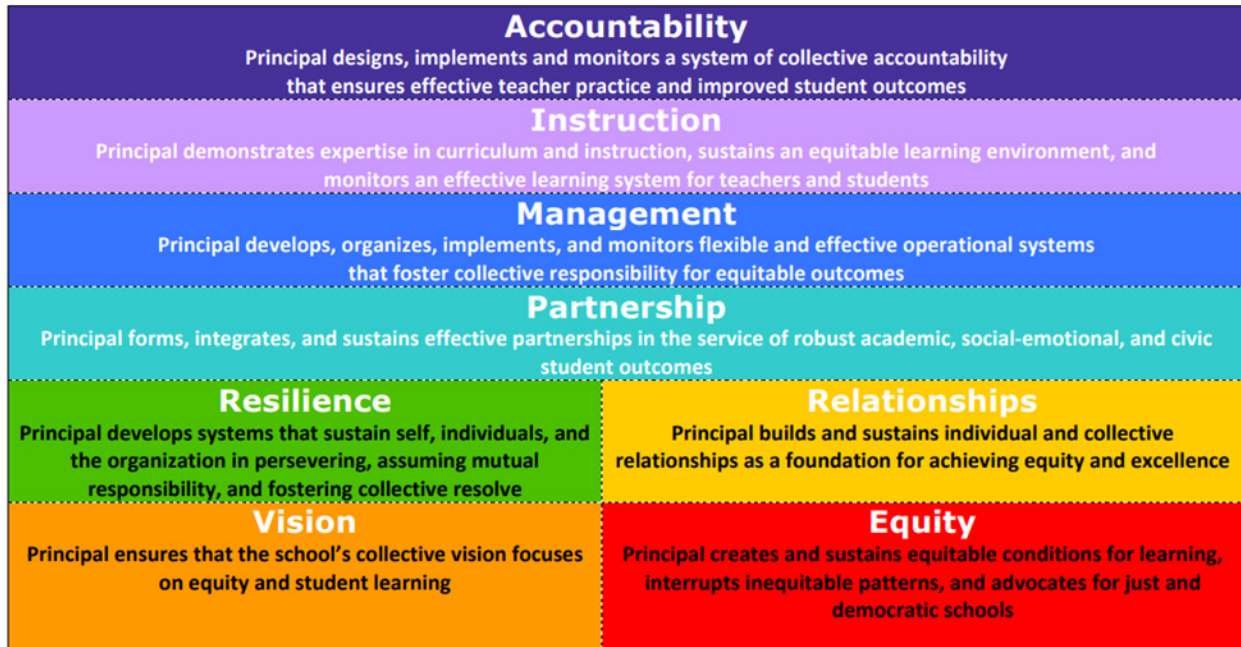 Accountability
Principal designs, implements and monitors a system of collective accountability
that ensures effective teacher practice and improved student outcomes
Instruction
Principal demonstrates expertise in curriculum and instruction, sustains an equitable learning environment, and
monitors an effective learning system for teachers and students
Management
Principal develops, organizes, implements, and monitors flexible and effective operational systems
that foster collective responsibility for equitable outcomes
Partnership
Principal forms, integrates, and sustains effective partnerships in the service of robust academic, social-emotional, and civic
student outcomes
Resilience
Principal develops systems that sustain self, individuals, and
the organization in persevering, assuming mutual
responsibility, and fostering collective resolve
Relationships
Principal builds and sustains individual and collective
relationships as a foundation for achieving equity and excellence
Vision
Principal ensures that the school’s collective vision focuses
on equity and student learning
Equity
Principal creates and sustains equitable conditions for learning,
interrupts inequitable patterns, and advocates for just and
democratic schools